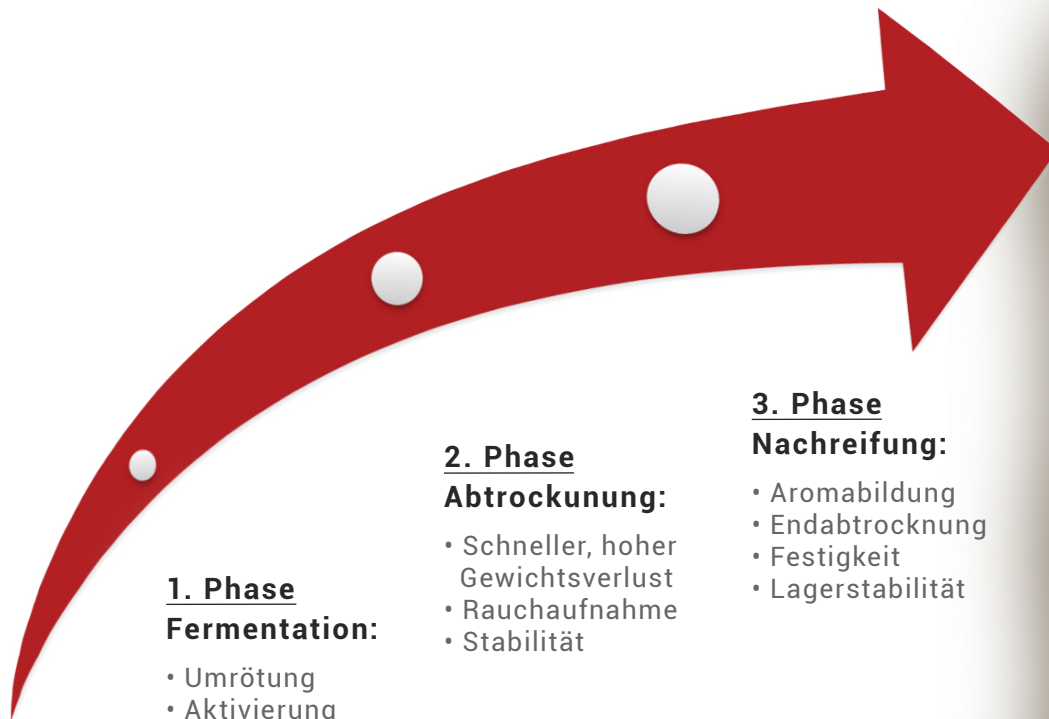 1. Phase
Fermentation:
• Umrötung
• Aktivierung
2. Phase
Abtrockunung:
• Schneller, hoher
Gewichtsverlust
• Rauchaufnahme
• Stabilität
3. Phase
Nachreifung:
• Aromabildung
• Endabtrocknung
• Festigkeit
• Lagerstabilität